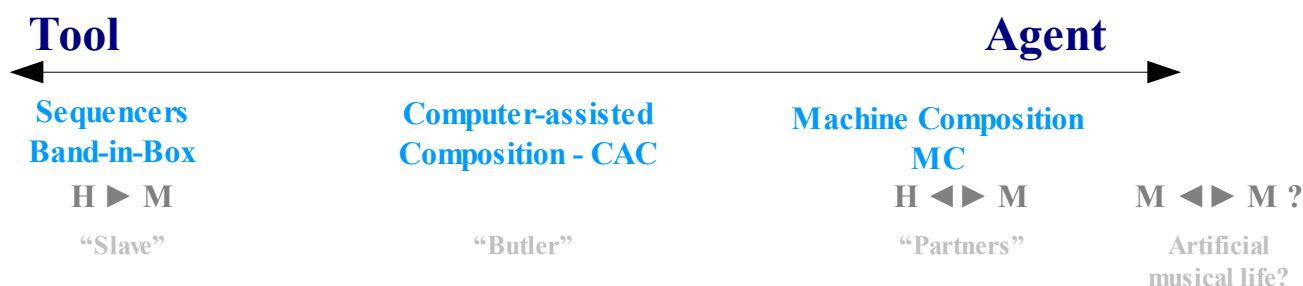 Tool Agent
Sequencers
Band-in-Box
Computer-assisted
Composition - CAC
Machine Composition
MC
H ► M
H ◄► M
M ◄► M ?
“Slave”
“Butler”
“Partners”
Artificial
musical life?